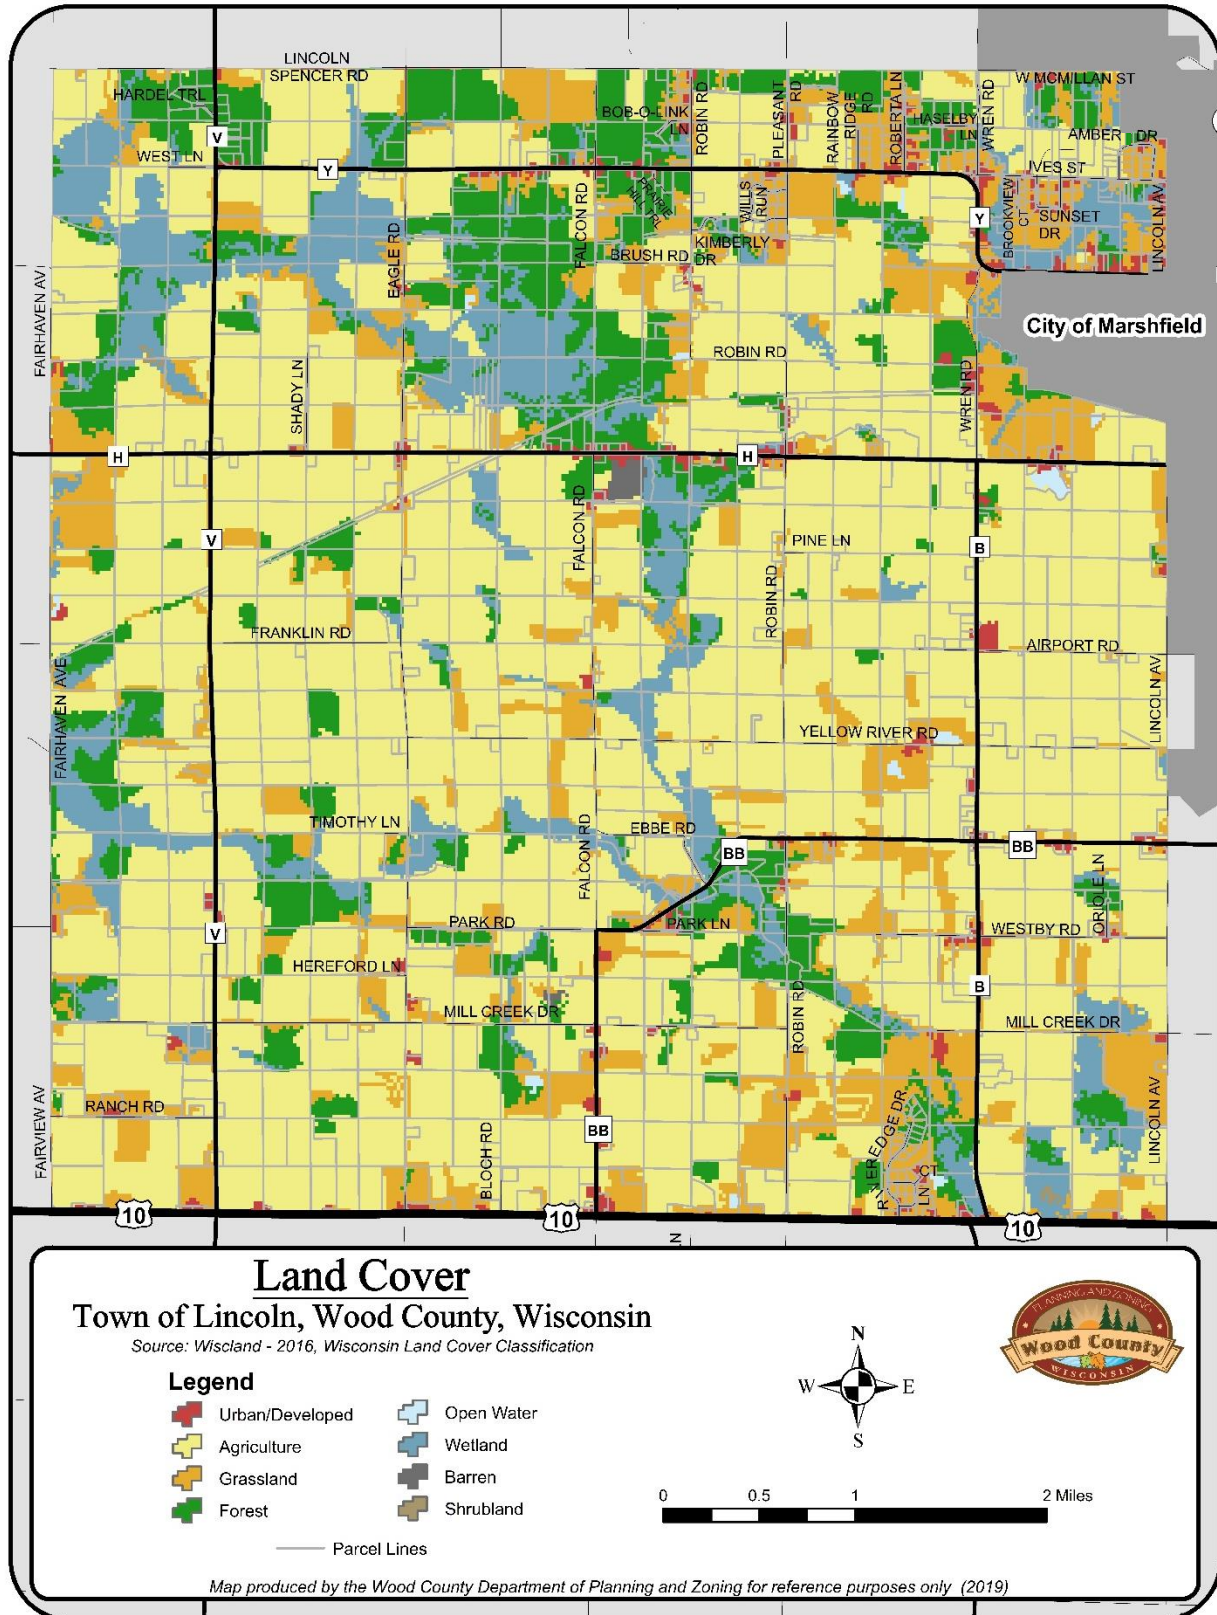 LINCOLN
SPENCER RD
W MCMILLAN ST
HARDEL TRL
BOB-O-LINK
LN
ROBIN RD
PLEASANT
RD
RAINBOW
RIDGE
RD
ROBERTA LN
HASELBY
LN
WREN RD
AMBER DR
V
WEST LN
Y
IVES ST
FALCON RD
PRAIRIE
HILL TRL
WILLS
RUN
Y
BROOKVIEW
CT
SUNSET
DR
LINCOLN AV
EAGLE RD
KIMBERLY
DR
BRUSH RD
FAIRHAVEN AV
City of Marshfield
ROBIN RD
SHADY LN
WREN RD
H
H
FALCON RD
V
PINE LN
B
ROBIN RD
FRANKLIN RD
AIRPORT RD
FAIRHAVEN AVE
LINCOLN AV
YELLOW RIVER RD
TIMOTHY LN
FALCON RD
EBBE RD
BB
BB
ORIOLE LN
V
PARK RD
PARK LN
WESTBY RD
HEREFORD LN
B
ROBIN RD
MILL CREEK DR
MILL CREEK DR
RANCH RD
FAIRVIEW AV
BLOCH RD
BB
LINCOLN AV
CT
LN
10
10
10
LN
Land Cover
Town of Lincoln, Wood County, Wisconsin
Source: Wiscland - 2016, Wisconsin Land Cover Classification
Legend
Urban/Developed
Agriculture
Grassland
Forest
Open Water
Wetland
Barren
Shrubland
Parcel Lines
N
W E
S
0 0.5 1 2 Miles
PLANNING AND ZONING
Wood County
WISCONSIN
Map produced by the Wood County Department of Planning and Zoning for reference purposes only (2019)